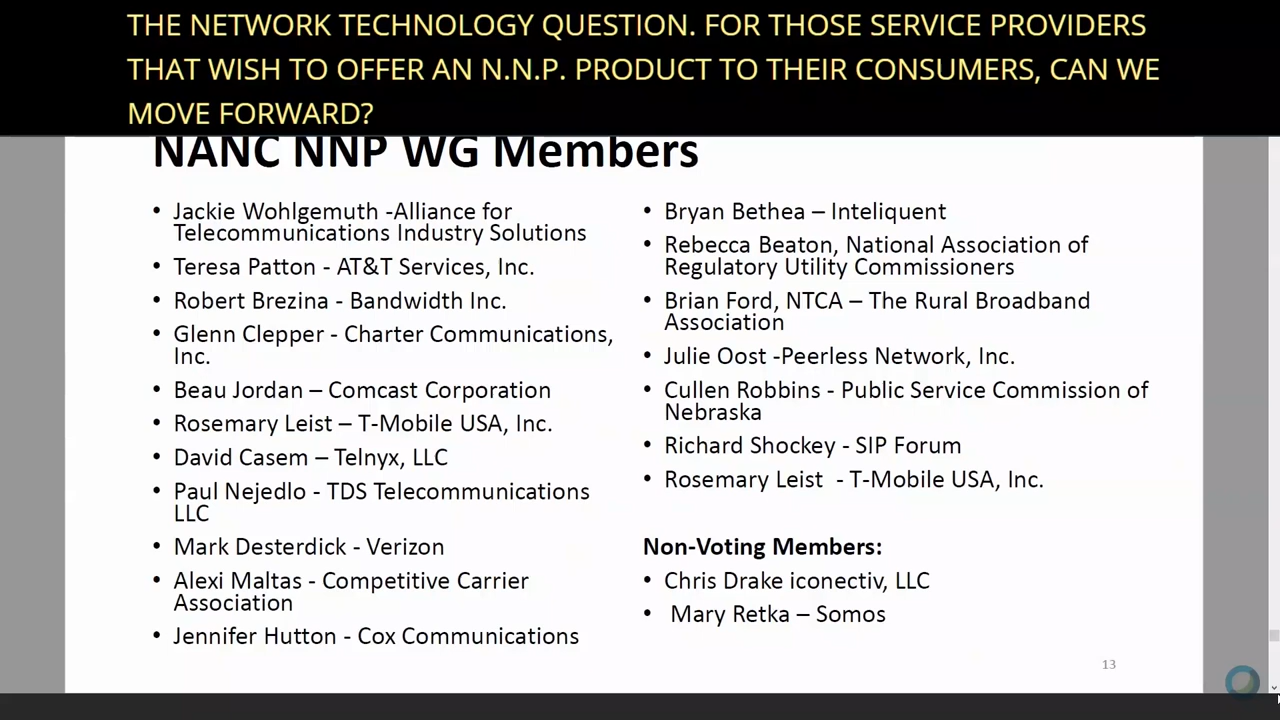 THE NETWORK TECHNOLOGY QUESTION. FOR THOSE SERVICE PROVIDERS
THAT WISH TO OFFER AN N.N.P. PRODUCT TO THEIR CONSUMERS, CAN WE
MOVE FORWARD?
NANC NNP WG Members
• Jackie Wohlgemuth -Alliance for
Telecommunications Industry Solutions
• Teresa Patton - AT&T Services, Inc.
• Robert Brezina - Bandwidth Inc.
• Glenn Clepper - Charter Communications,
Inc.
• Beau Jordan – Comcast Corporation
• Rosemary Leist – T-Mobile USA, Inc.
• David Casem – Telnyx, LLC
• Paul Nejedlo - TDS Telecommunications
LLC
• Mark Desterdick - Verizon
• Alexi Maltas - Competitive Carrier
Association
• Jennifer Hutton - Cox Communications
• Bryan Bethea – Inteliquent
• Rebecca Beaton, National Association of
Regulatory Utility Commissioners
• Brian Ford, NTCA – The Rural Broadband
Association
• Julie Oost -Peerless Network, Inc.
• Cullen Robbins - Public Service Commission of
Nebraska
• Richard Shockey - SIP Forum
• Rosemary Leist  - T-Mobile USA, Inc.
Non-Voting Members:
• Chris Drake iconectiv, LLC
• Mary Retka – Somos
13